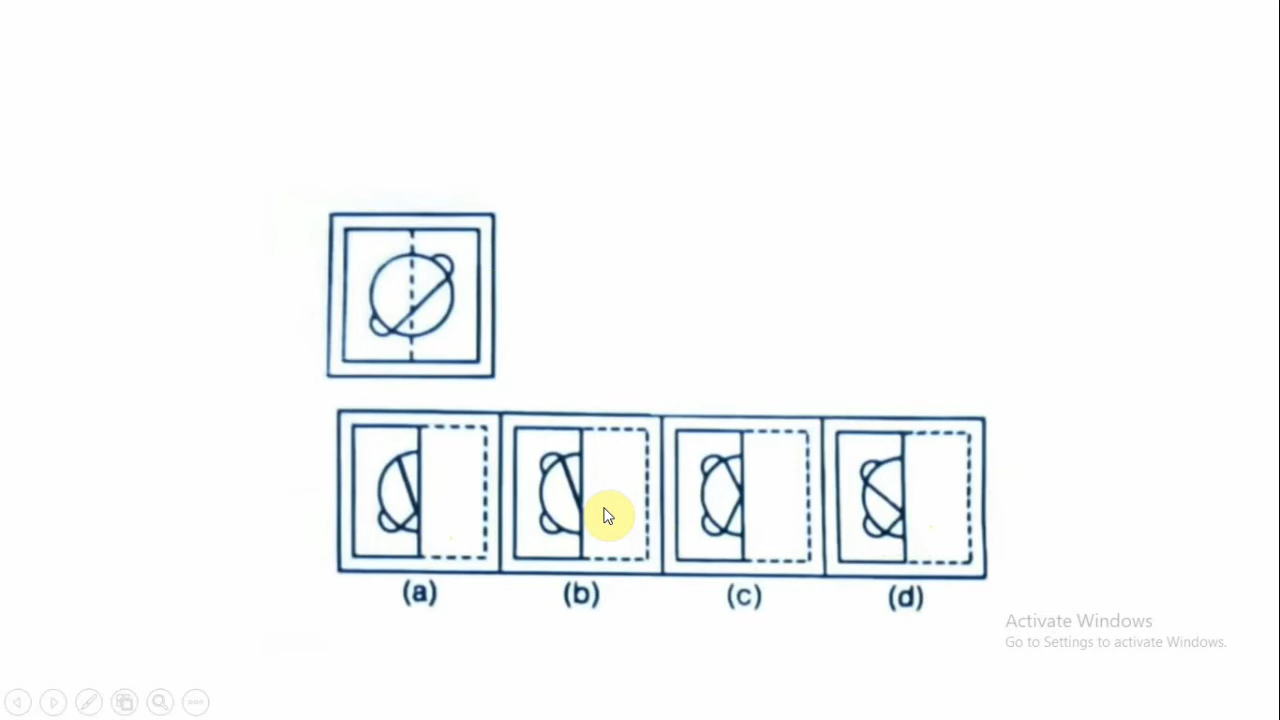 (a) (b) (c) (d)
Activate Windows
Go to Settings to activate Windows.